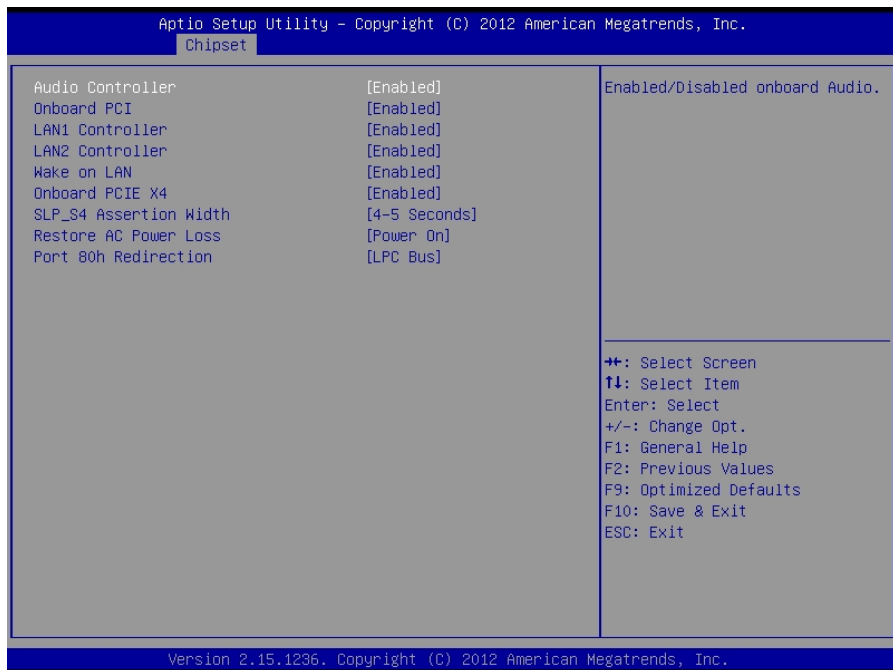 Aptio Setup Utility – Copyright (C) 2012 American Megatrends, Inc.
Chipset
Audio Controller [Enabled]
Onboard PCI [Enabled]
LAN1 Controller [Enabled]
LAN2 Controller [Enabled]
Wake on LAN [Enabled]
Onboard PCIE X4 [Enabled]
SLP_S4 Assertion Width [4-5 Seconds]
Restore AC Power Loss [Power On]
Port 80h Redirection [LPC Bus]
Enabled/Disabled onboard Audio.
→←: Select Screen
↑↓: Select Item
Enter: Select
+/-: Change Opt.
F1: General Help
F2: Previous Values
F9: Optimized Defaults
F10: Save & Exit
ESC: Exit
Version 2.15.1236. Copyright (C) 2012 American Megatrends, Inc.